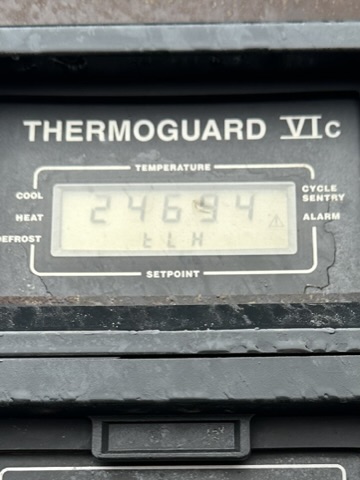 THERMOGUARD VIC
TEMPERATURE
COOL
CYCLE
SENTRY
24694
HEAT
ALARM
tLH
DEFROST
SETPOINT